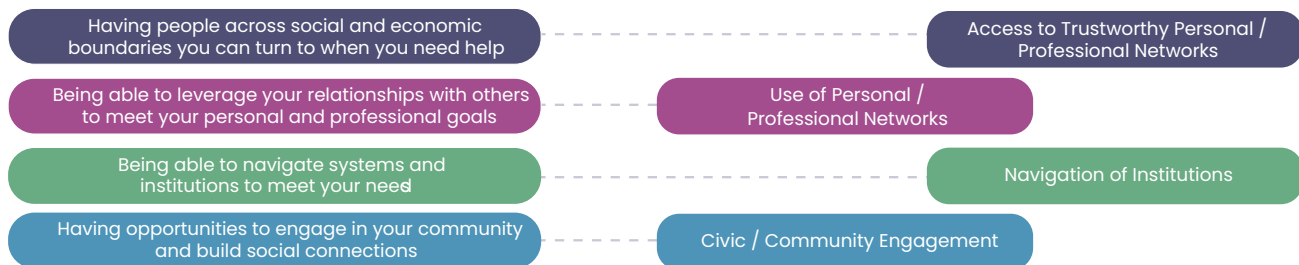 Having people across social and economic
boundaries you can turn to when you need help
Access to Trustworthy Personal /
Professional Networks
Being able to leverage your relationships with others
to meet your personal and professional goals
Use of Personal /
Professional Networks
Being able to navigate systems and
institutions to meet your need
Navigation of Institutions
Having opportunities to engage in your community
and build social connections
Civic / Community Engagement